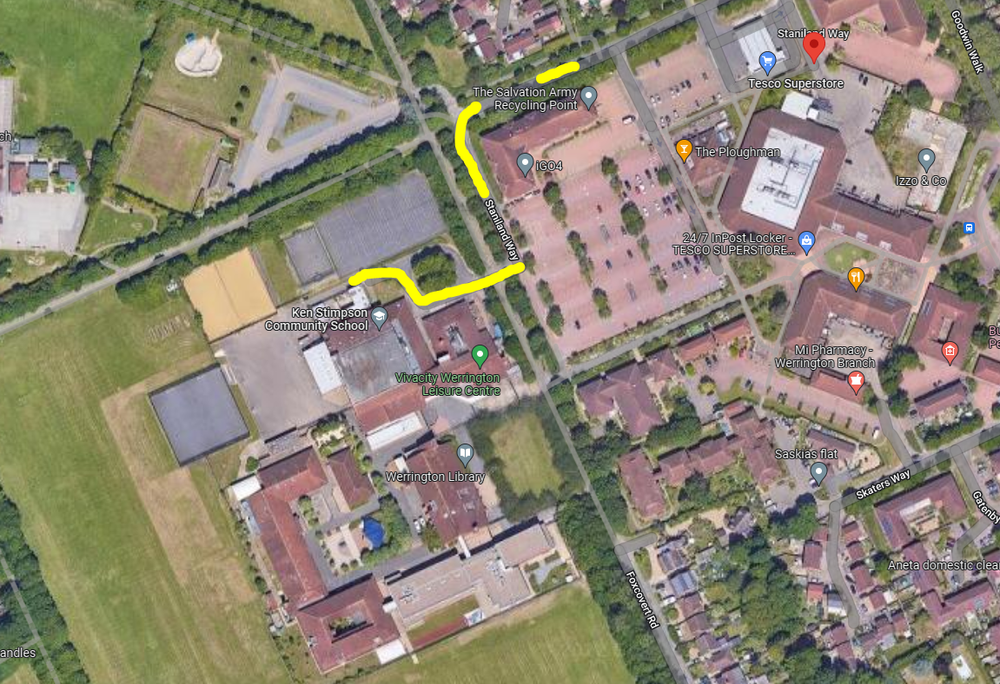 Goodwin Walk
Staniland Way
Tesco Superstore
The Salvation Army
Recycling Point
ch
The Ploughman
iGO4
Izzo & Co
Staniland Way
24/7 InPost Locker -
TESCO SUPERSTORE...
Ken Stimpson
Community School
Mi Pharmacy -
Werrington Branch
Bu
Pe
Vivacity Werrington
Leisure Centre
Saskias flat
Werrington Library
Skaters Way
Gatenby
Aneta domestic clear
Foxcovert Rd
andles